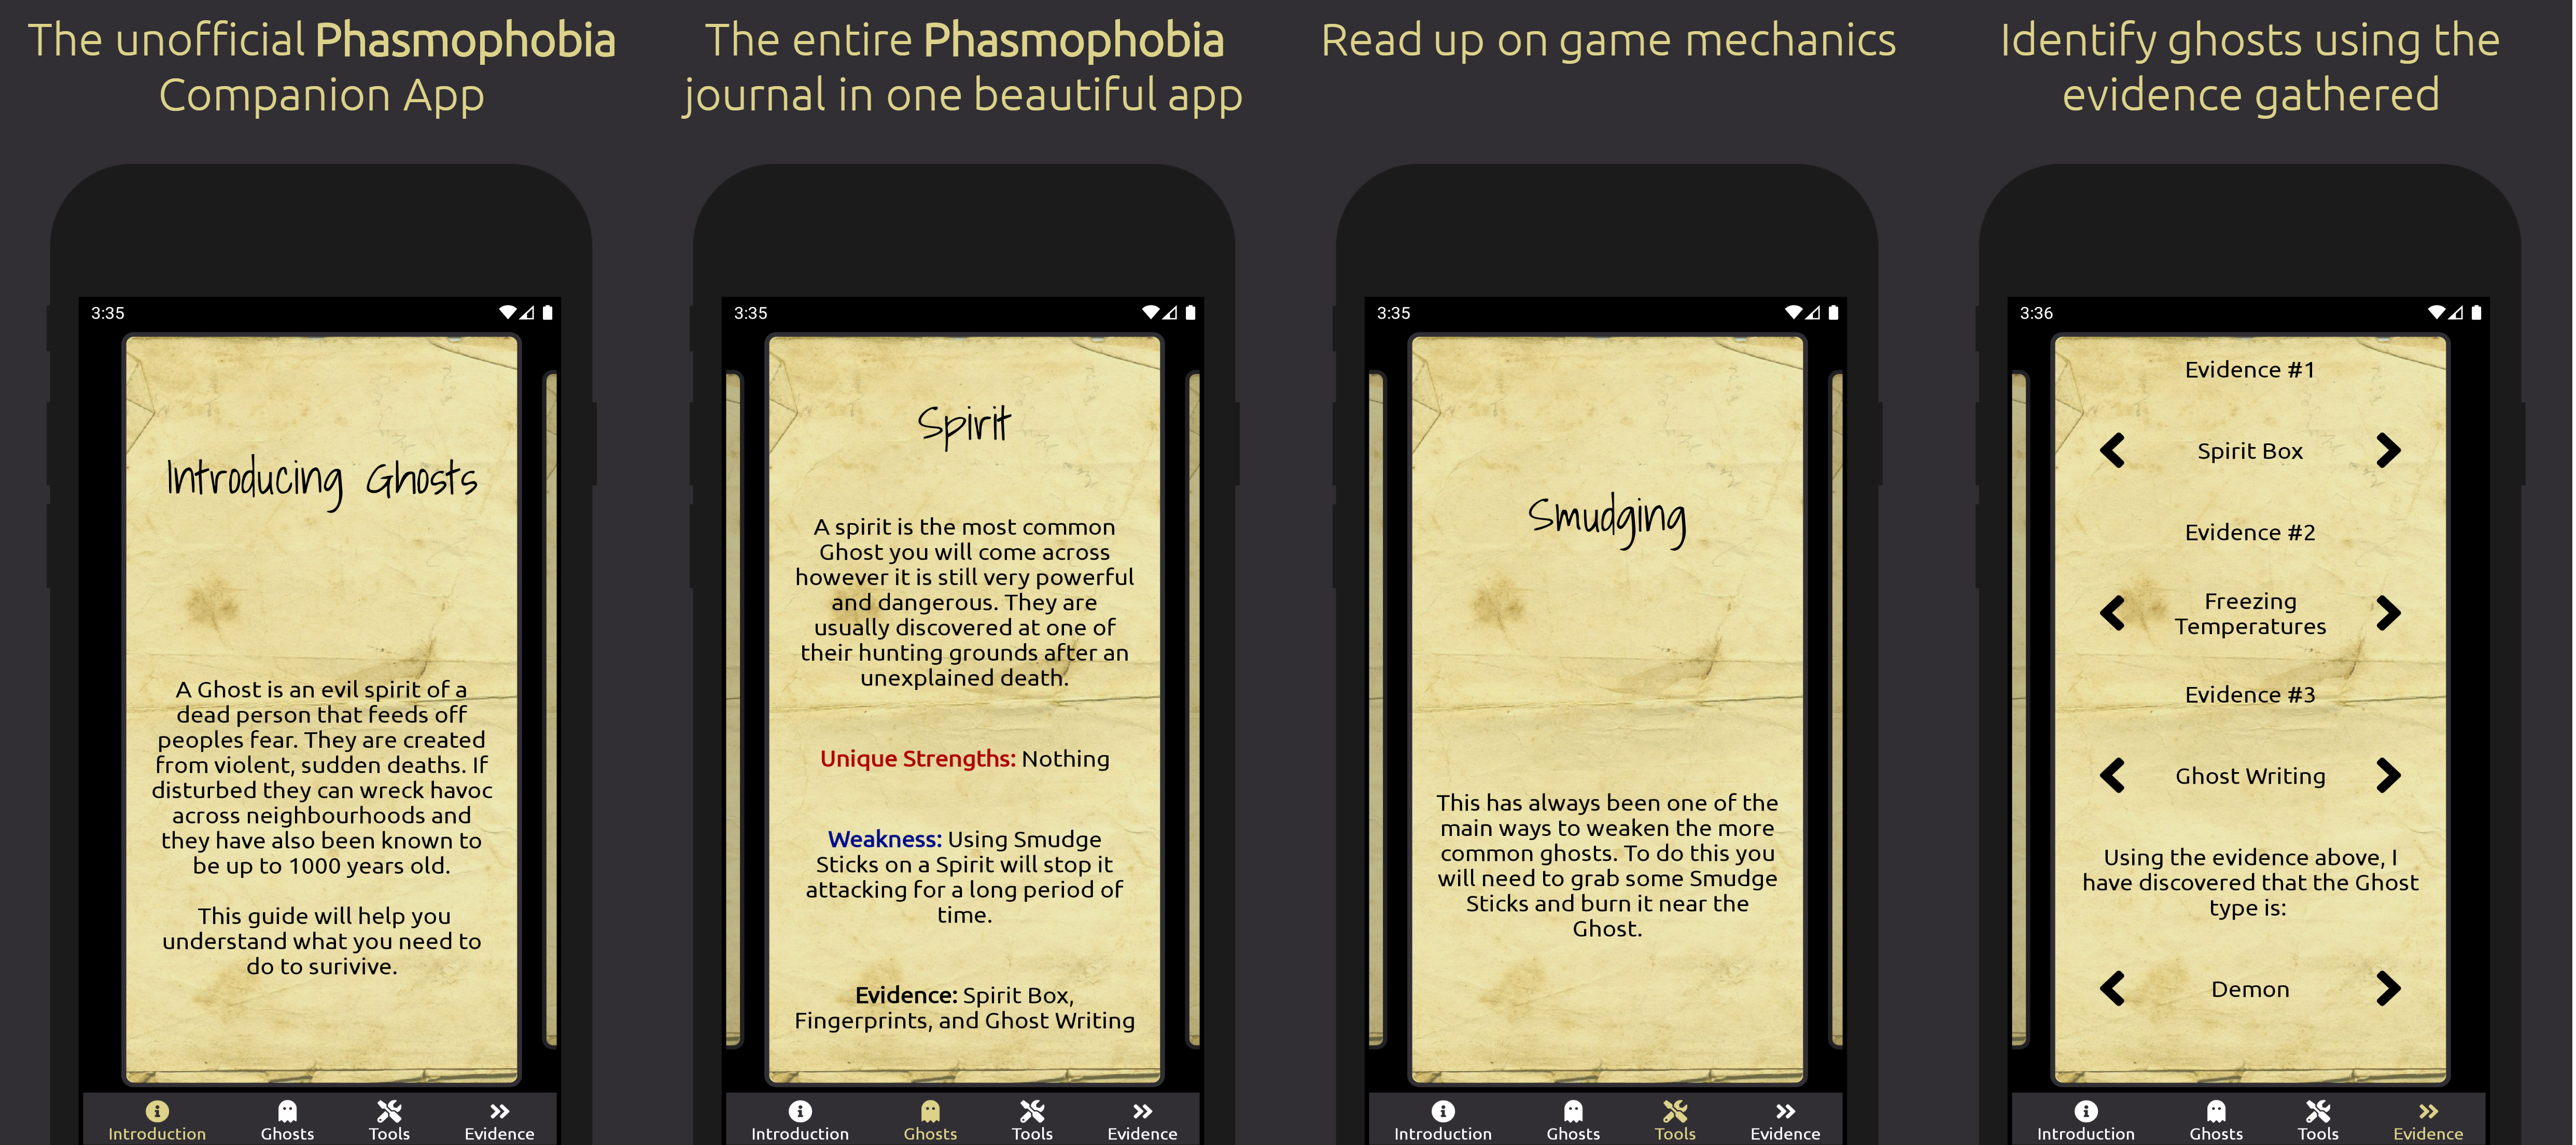 The unofficial Phasmophobia
Companion App
3:35
Introducing Ghosts
A Ghost is an evil spirit of a
dead person that feeds off
peoples fear. They are created
from violent, sudden deaths. If
disturbed they can wreck havoc
across neighbourhoods and
they have also been known to
be up to 1000 years old.
This guide will help you
understand what you need to
do to surivive.
Introduction
Ghosts
Tools
Evidence
The entire Phasmophobia
journal in one beautiful app
3:35
Spirit
A spirit is the most common
Ghost you will come across
however it is still very powerful
and dangerous. They are
usually discovered at one of
their hunting grounds after an
unexplained death.
Unique Strengths: Nothing
Weakness: Using Smudge
Sticks on a Spirit will stop it
attacking for a long period of
time.
Evidence: Spirit Box,
Fingerprints, and Ghost Writing
Introduction
Ghosts
Tools
Evidence
Read up on game mechanics
3:35
Smudging
This has always been one of the
main ways to weaken the more
common ghosts. To do this you
will need to grab some Smudge
Sticks and burn it near the
Ghost.
Introduction
Ghosts
Tools
Evidence
Identify ghosts using the
evidence gathered
3:36
Evidence #1
Spirit Box
Evidence #2
Freezing
Temperatures
Evidence #3
Ghost Writing
Using the evidence above, I
have discovered that the Ghost
type is:
Demon
Introduction
Ghosts
Tools
Evidence